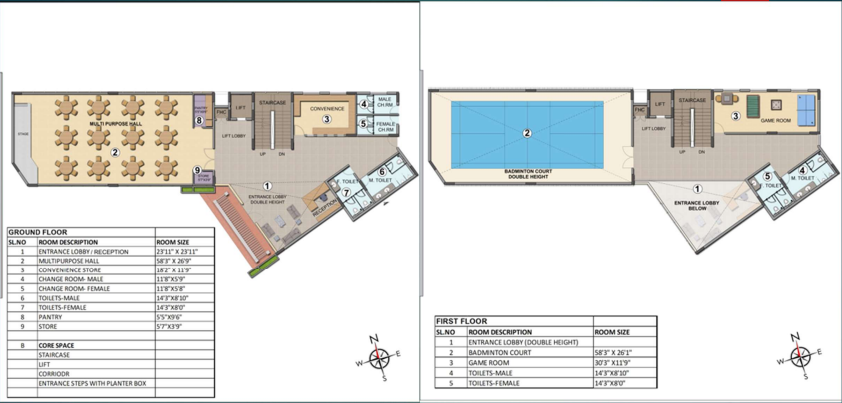 STAGE
MULTI PURPOSE HALL
2
8
9
FHC
LIFT
STAIRCASE
LIFT LOBBY
UP
DN
CONVENIENCE
3
4
MALE
CH.RM
5
FEMALE
CH.RM
1
ENTRANCE LOBBY
DOUBLE HEIGHT
RECEPTION
F. TOILET
7
6
M. TOILET
GROUND FLOOR
SL.NO ROOM DESCRIPTION ROOM SIZE
1 ENTRANCE LOBBY / RECEPTION 23'11" X 23'11"
2 MULTIPURPOSE HALL 58'3" X 26'9"
3 CONVENIENCE STORE 18'2" X 11'9"
4 CHANGE ROOM- MALE 11'8"X5'9"
5 CHANGE ROOM- FEMALE 11'8"X5'8"
6 TOILETS-MALE 14'3"X8'10"
7 TOILETS-FEMALE 14'3"X8'0"
8 PANTRY 5'5"X9'6"
9 STORE 5'7"X3'9"
B CORE SPACE
STAIRCASE
LIFT
CORRIODR
ENTRANCE STEPS WITH PLANTER BOX
N
W E
S
2
BADMINTON COURT
DOUBLE HEIGHT
FHC
LIFT
STAIRCASE
LIFT LOBBY
UP
DN
3
GAME ROOM
1
ENTRANCE LOBBY
BELOW
5
F. TOILET
4
M. TOILET
FIRST FLOOR
SL.NO ROOM DESCRIPTION ROOM SIZE
1 ENTRANCE LOBBY (DOUBLE HEIGHT)
2 BADMINTON COURT 58'3" X 26'1"
3 GAME ROOM 30'3" X11'9"
4 TOILETS-MALE 14'3"X8'10"
5 TOILETS-FEMALE 14'3"X8'0"
N
W E
S